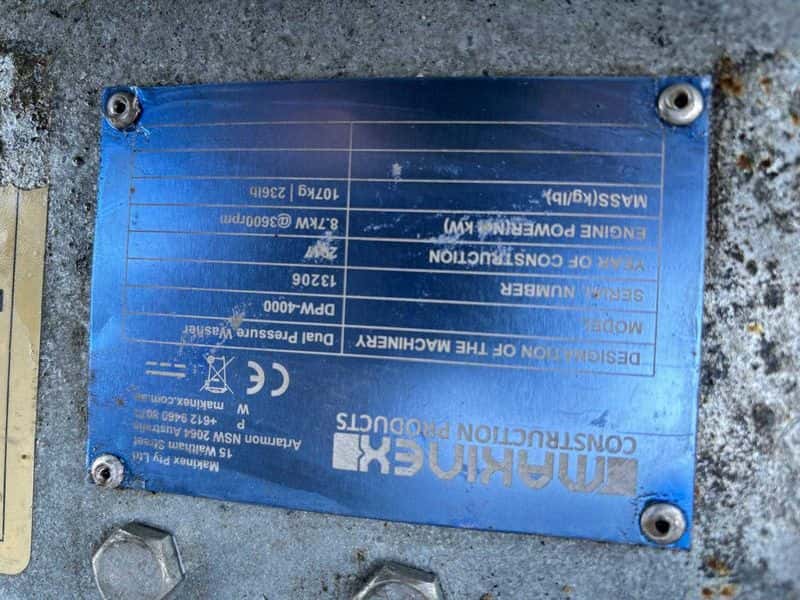 MAKINEX
CONSTRUCTION PRODUCTS
Makinex Pty Ltd
15 Waltham Street
Artarmon NSW 2064 Australia
P +612 9460 8071
W makinex.com.au
CE
DESIGNATION OF THE MACHINERY Dual Pressure Washer
MODEL DPW-4000
SERIAL NUMBER 13206
YEAR OF CONSTRUCTION
ENGINE POWER(IN kW) 8.7kW @3600rpm
MASS(kg/lb) 107kg | 236lb